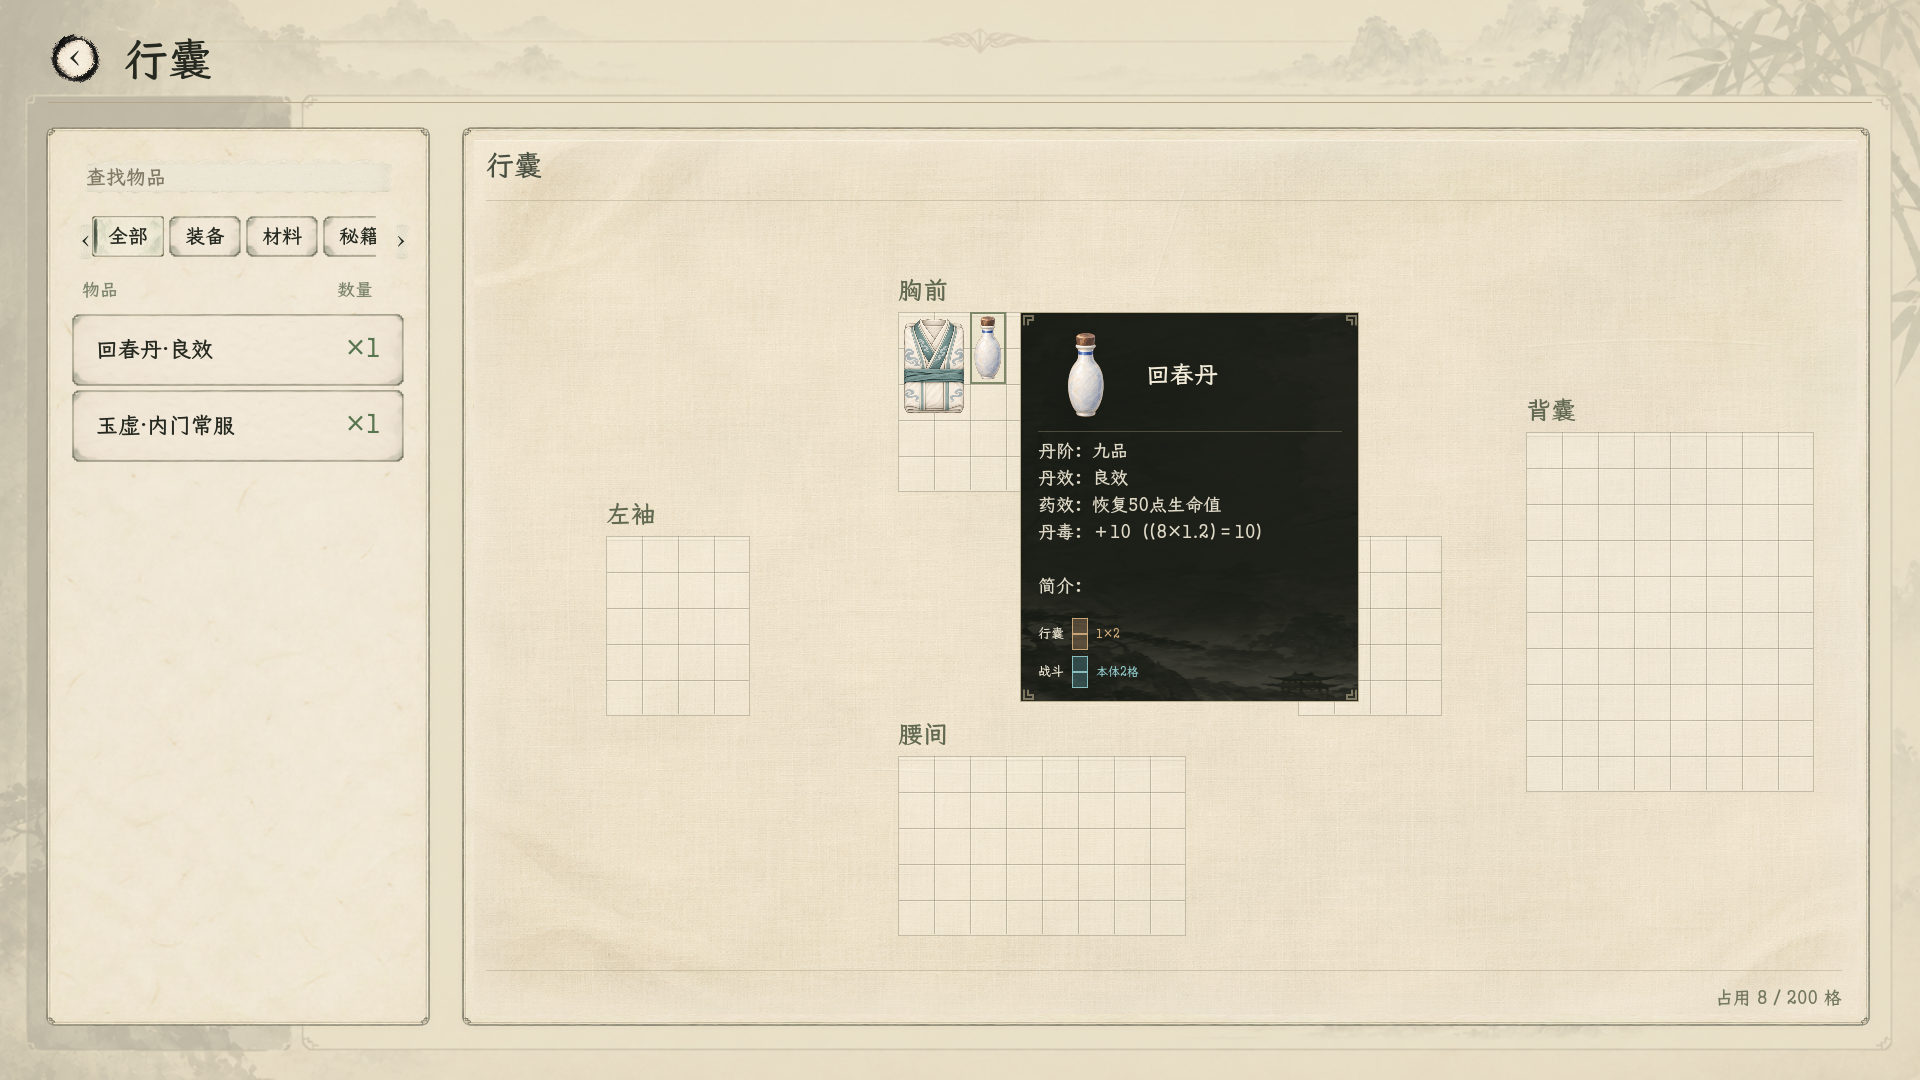 行囊
查找物品
全部 装备 材料 秘籍
物品 数量
回春丹·良效 ×1
玉虚·内门常服 ×1
行囊
胸前
回春丹
丹阶：九品
丹效：良效
药效：恢复50点生命值
丹毒：+10 ((8×1.2)=10)
简介：
行囊 1×2
战斗 本体2格
背囊
左袖
腰间
占用 8 / 200 格